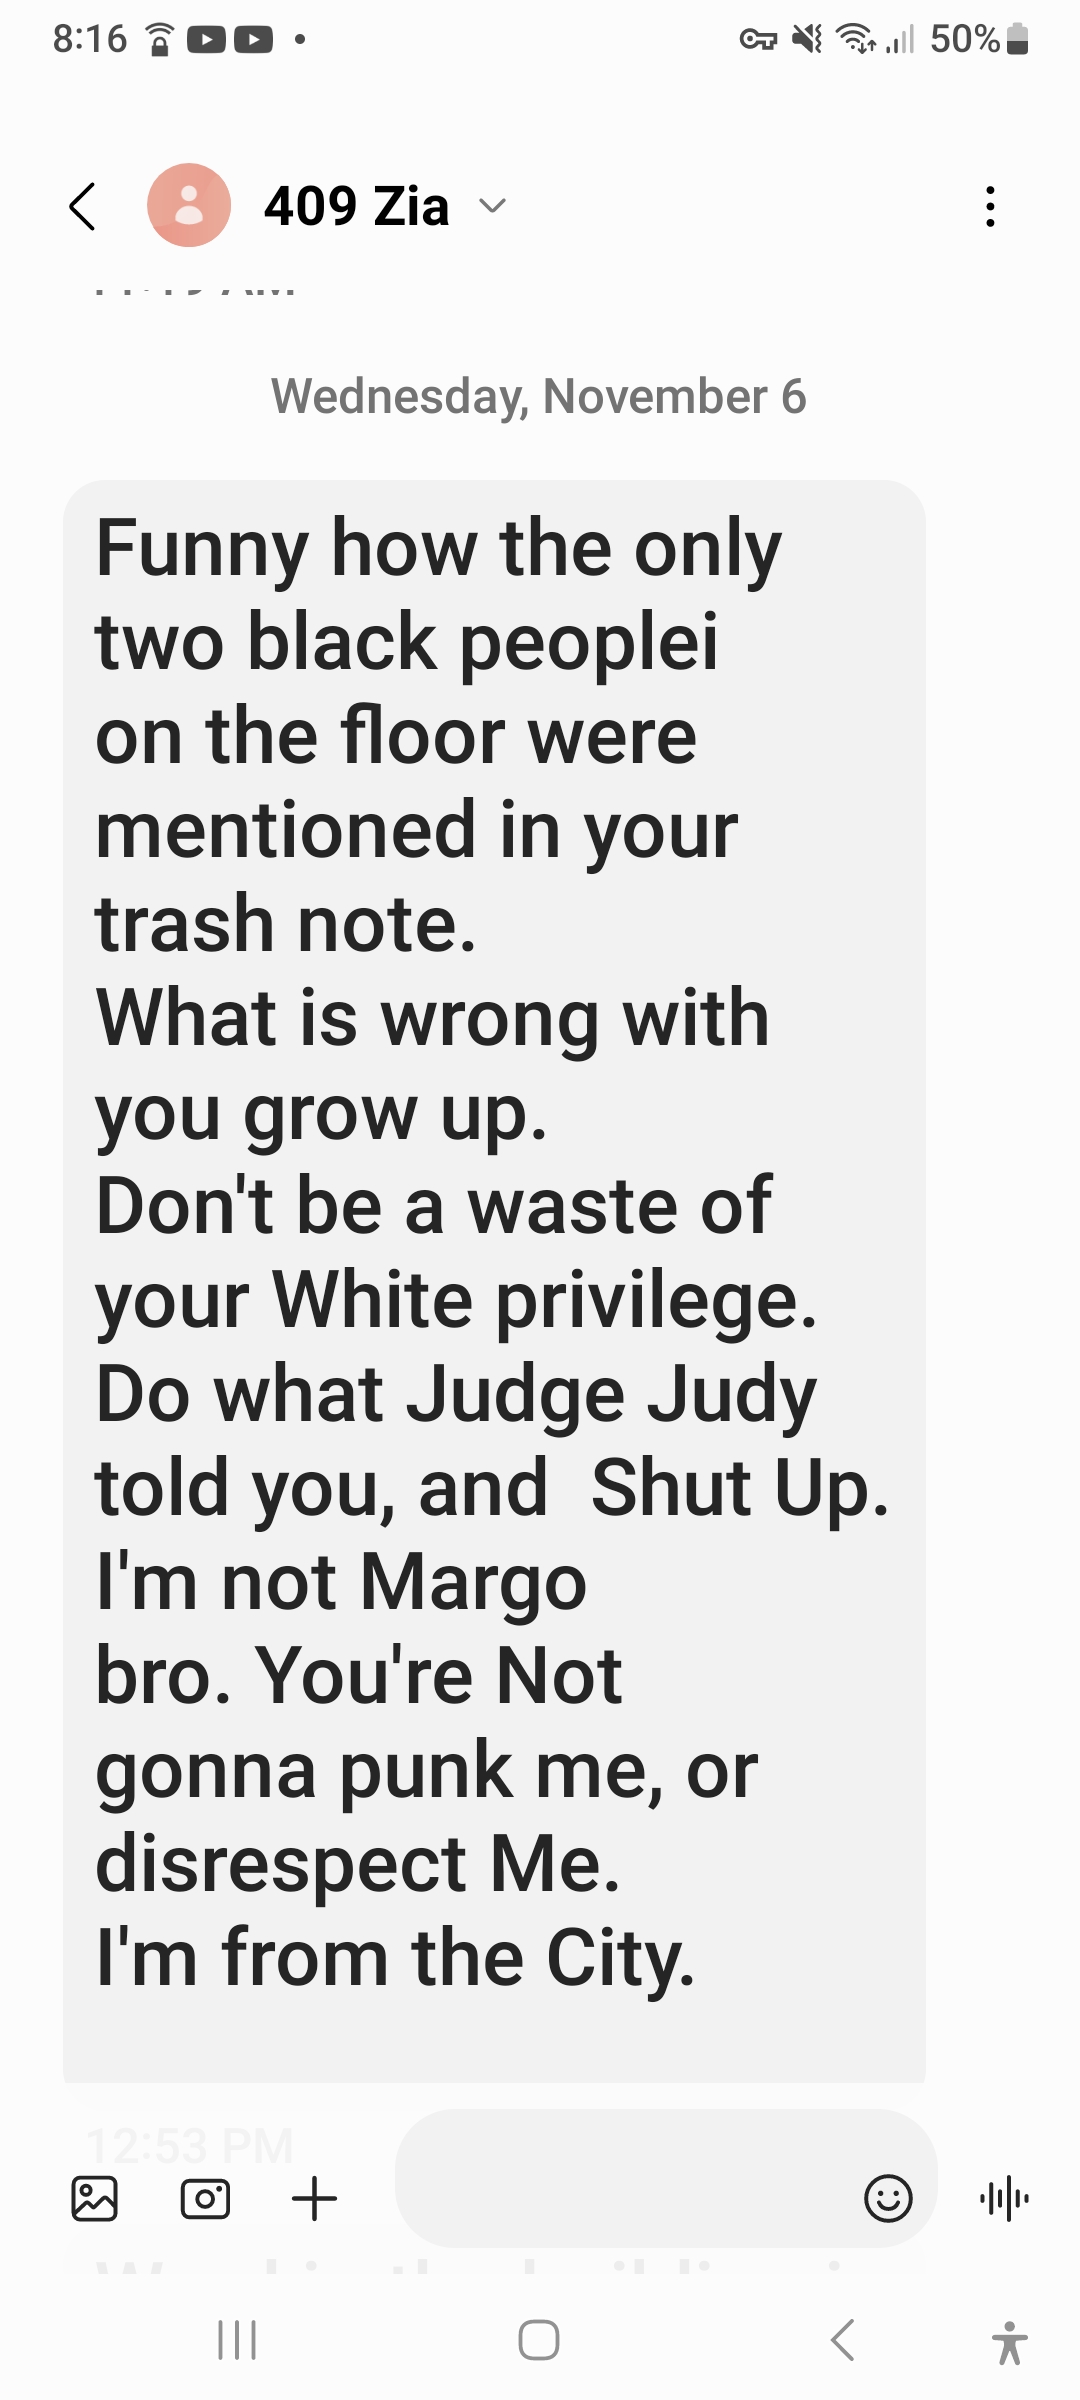 8:16
50%
409 Zia
Wednesday, November 6
Funny how the only
two black peoplei
on the floor were
mentioned in your
trash note.
What is wrong with
you grow up.
Don't be a waste of
your White privilege.
Do what Judge Judy
told you, and  Shut Up.
I'm not Margo
bro. You're Not
gonna punk me, or
disrespect Me.
I'm from the City.
12:53 PM